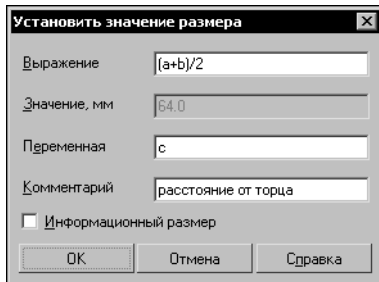 Установить значение размера
Выражение (a+b)/2
Значение, мм 64.0
Переменная c
Комментарий расстояние от торца
Информационный размер
OK Отмена Справка